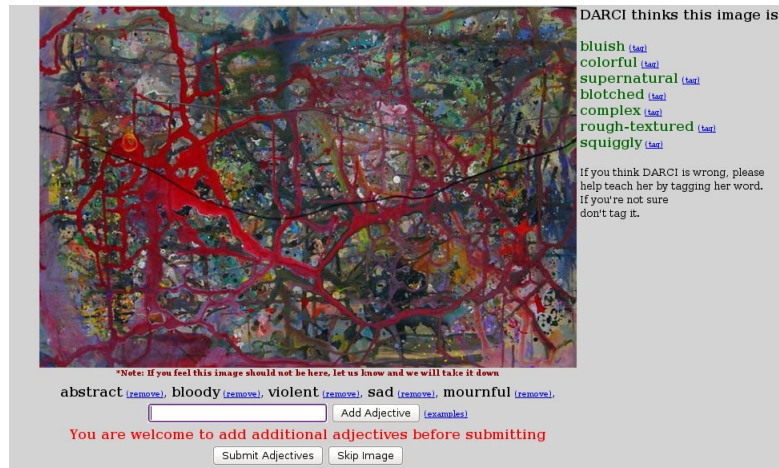 DARCI thinks this image is
bluish (tag)
colorful (tag)
supernatural (tag)
blotched (tag)
complex (tag)
rough-textured (tag)
squiggly (tag)
If you think DARCI is wrong, please
help teach her by tagging her word.
If you're not sure
don't tag it.
*Note: If you feel this image should not be here, let us know and we will take it down
abstract (remove), bloody (remove), violent (remove), sad (remove), mournful (remove),
Add Adjective (examples)
You are welcome to add additional adjectives before submitting
Submit Adjectives Skip Image